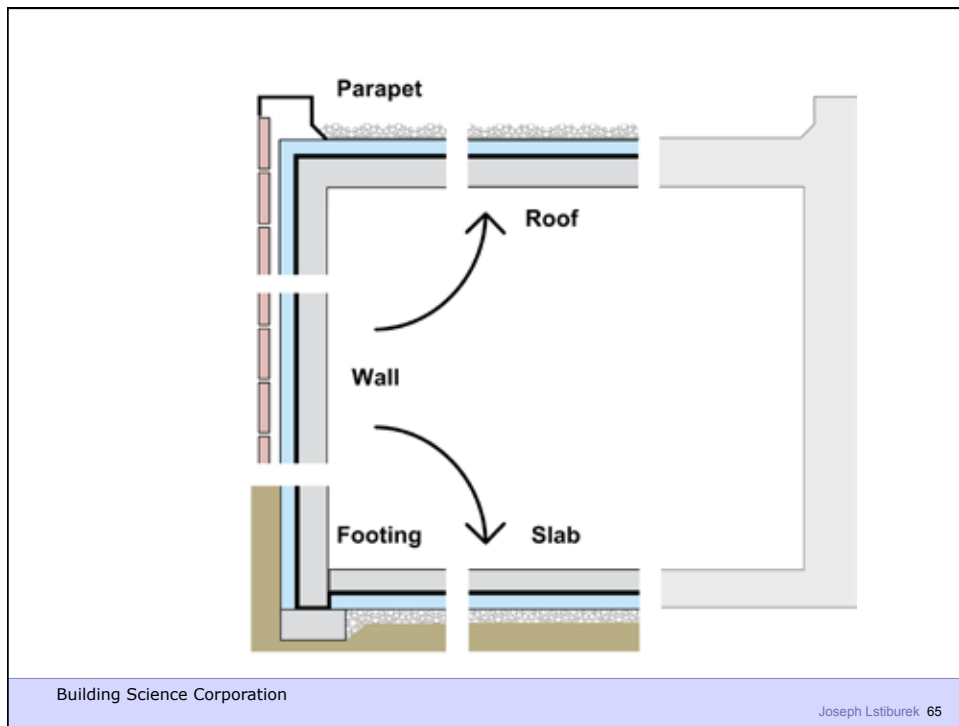 Parapet
Roof
Wall
Footing Slab
Building Science Corporation
Joseph Lstiburek 65